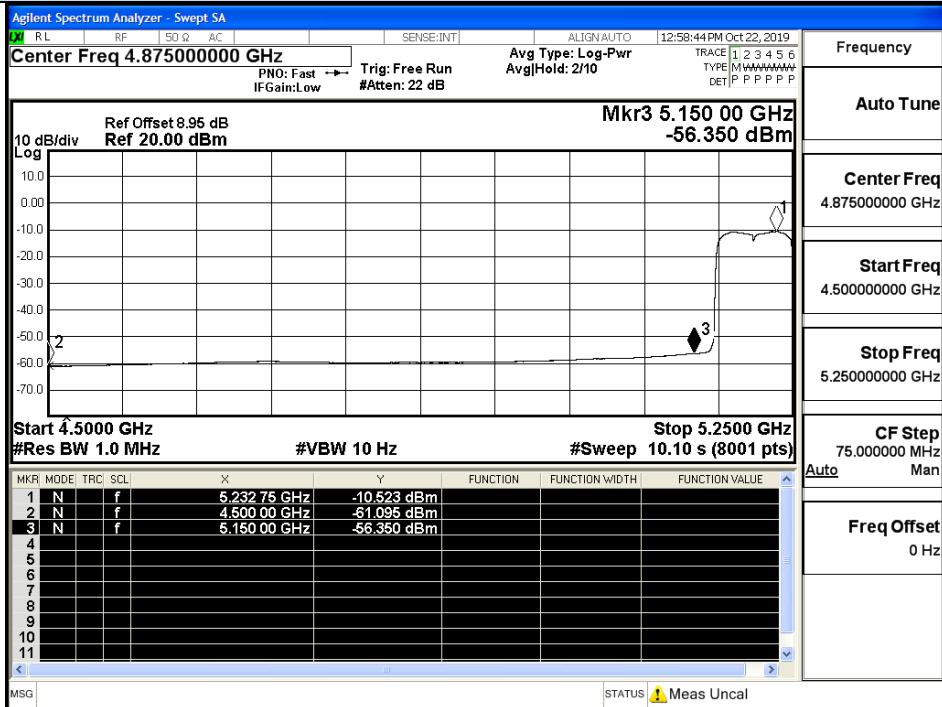 Agilent Spectrum Analyzer - Swept SA
LXI RL RF 50 Ω AC SENSE:INT ALIGN AUTO 12:58:44 PM Oct 22, 2019
Center Freq 4.875000000 GHz
PNO: Fast
IFGain:Low
Trig: Free Run
#Atten: 22 dB
Avg Type: Log-Pwr
Avg|Hold: 2/10
TRACE 1 2 3 4 5 6
TYPE M WWWWW
DET P P P P P P
Mkr3 5.150 00 GHz
-56.350 dBm
Ref Offset 8.95 dB
10 dB/div Ref 20.00 dBm
Log
10.0
0.00
-10.0
-20.0
-30.0
-40.0
-50.0
-60.0
-70.0
1
2
3
Start 4.5000 GHz Stop 5.2500 GHz
#Res BW 1.0 MHz #VBW 10 Hz #Sweep 10.10 s (8001 pts)
MKR MODE TRC SCL X Y FUNCTION FUNCTION WIDTH FUNCTION VALUE
1 N f 5.232 75 GHz -10.523 dBm
2 N f 4.500 00 GHz -61.095 dBm
3 N f 5.150 00 GHz -56.350 dBm
4
5
6
7
8
9
10
11
MSG STATUS Meas Uncal
Frequency
Auto Tune
Center Freq
4.875000000 GHz
Start Freq
4.500000000 GHz
Stop Freq
5.250000000 GHz
CF Step
75.000000 MHz
Auto Man
Freq Offset
0 Hz